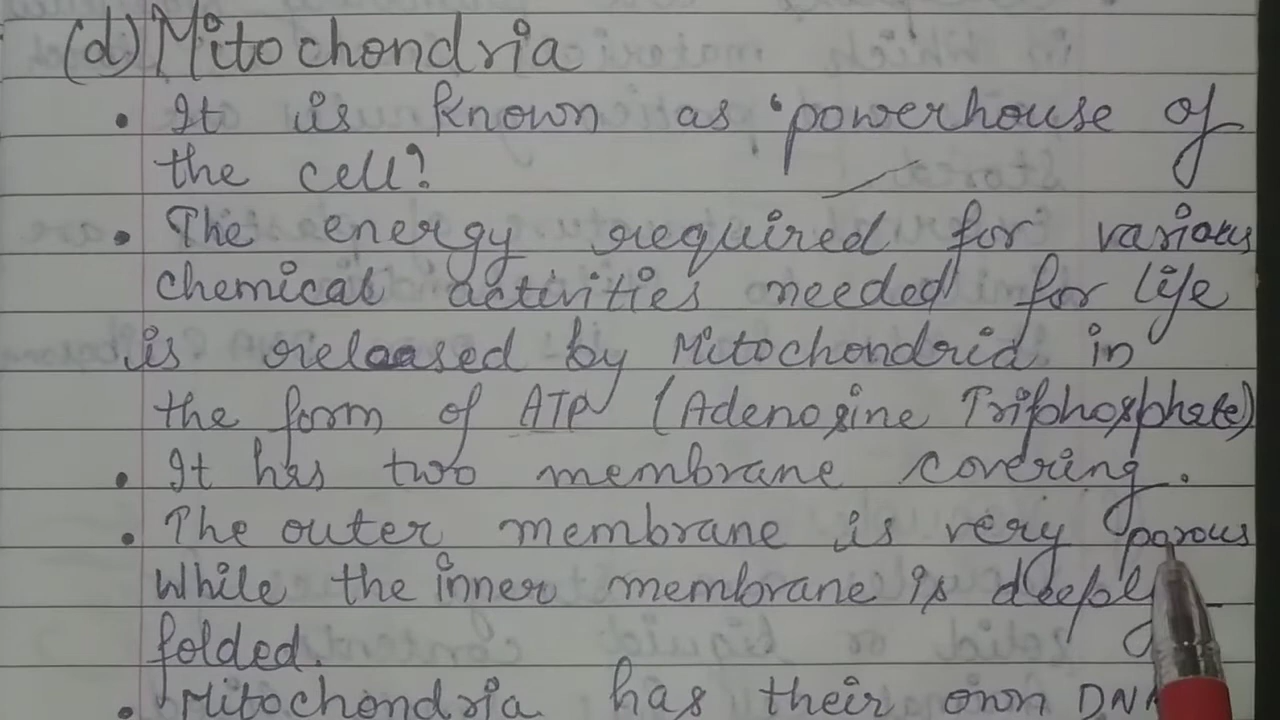 (d) Mitochondria
• It is known as 'powerhouse of
the cell'.
• The energy required for various
chemical activities needed for life
is released by Mitochondria in
the form of ATP (Adenosine Triphosphate)
• It has two membrane covering.
• The outer membrane is very porous
While the inner membrane is deeply
folded.
• Mitochondria has their own DNA